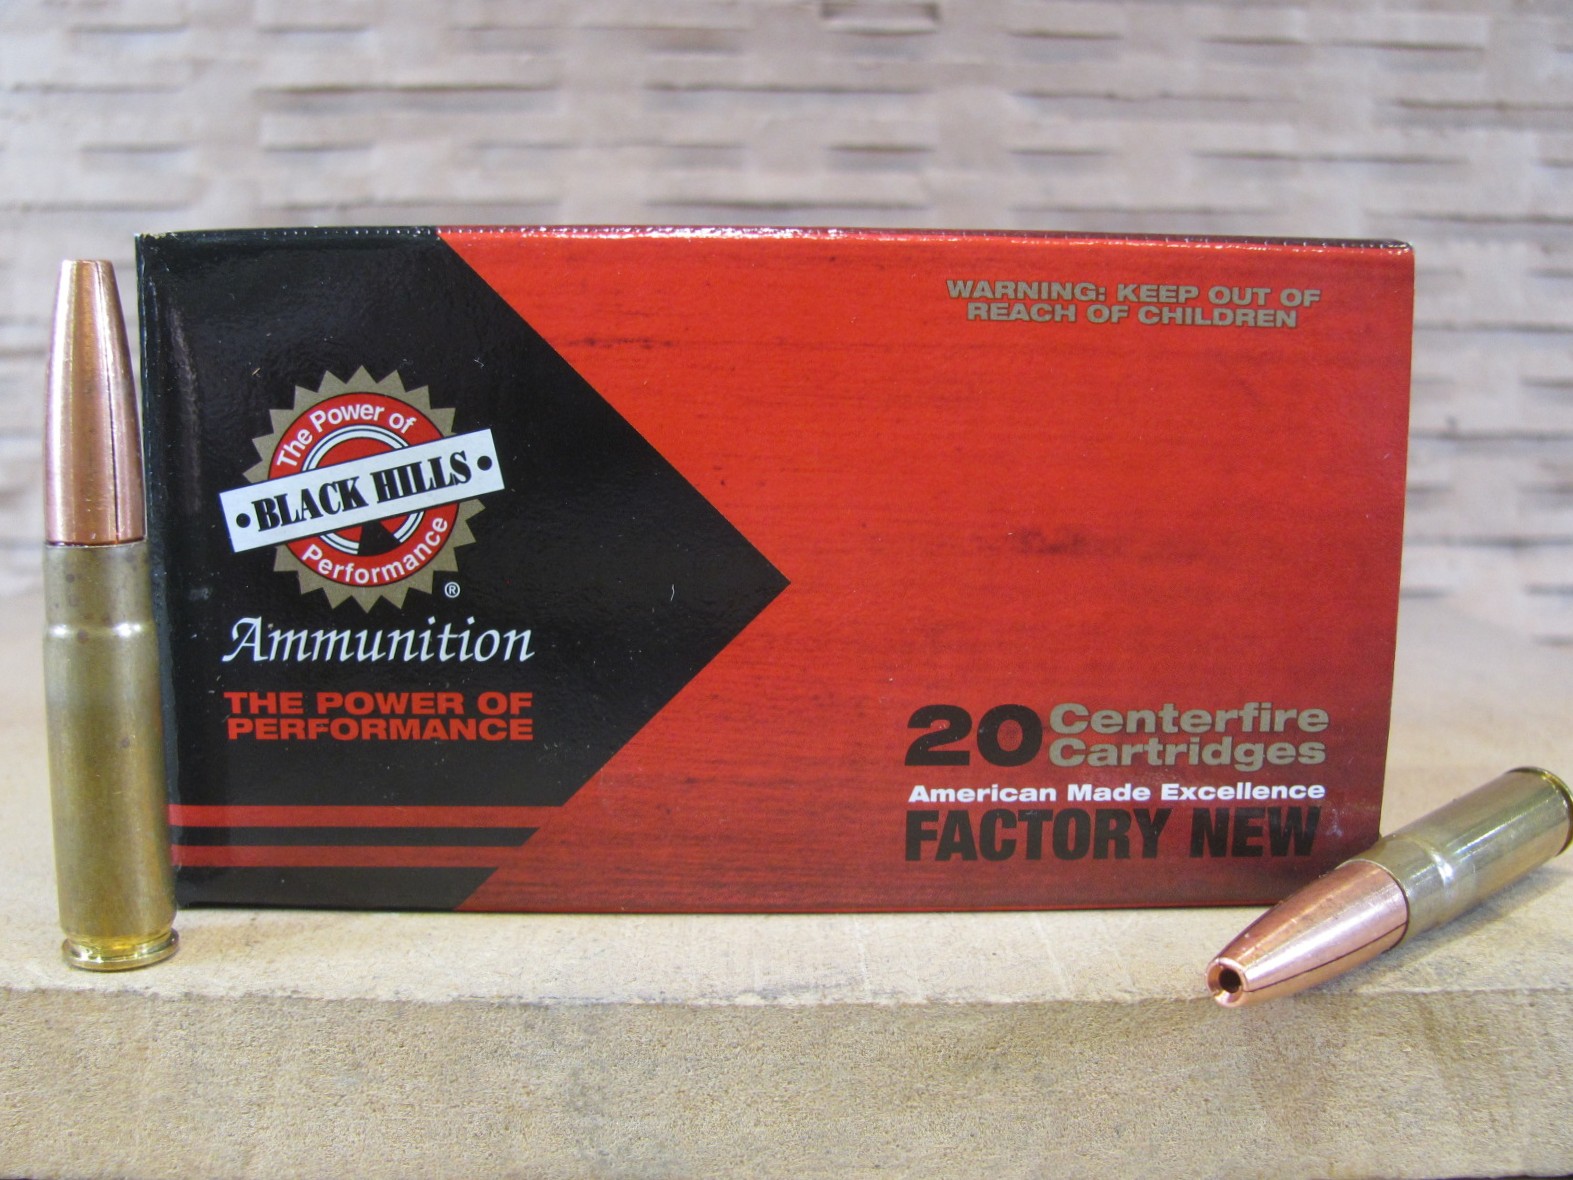 WARNING: KEEP OUT OF
REACH OF CHILDREN
The Power of
• BLACK HILLS •
Performance
®
Ammunition
THE POWER OF
PERFORMANCE
20 Centerfire
Cartridges
American Made Excellence
FACTORY NEW